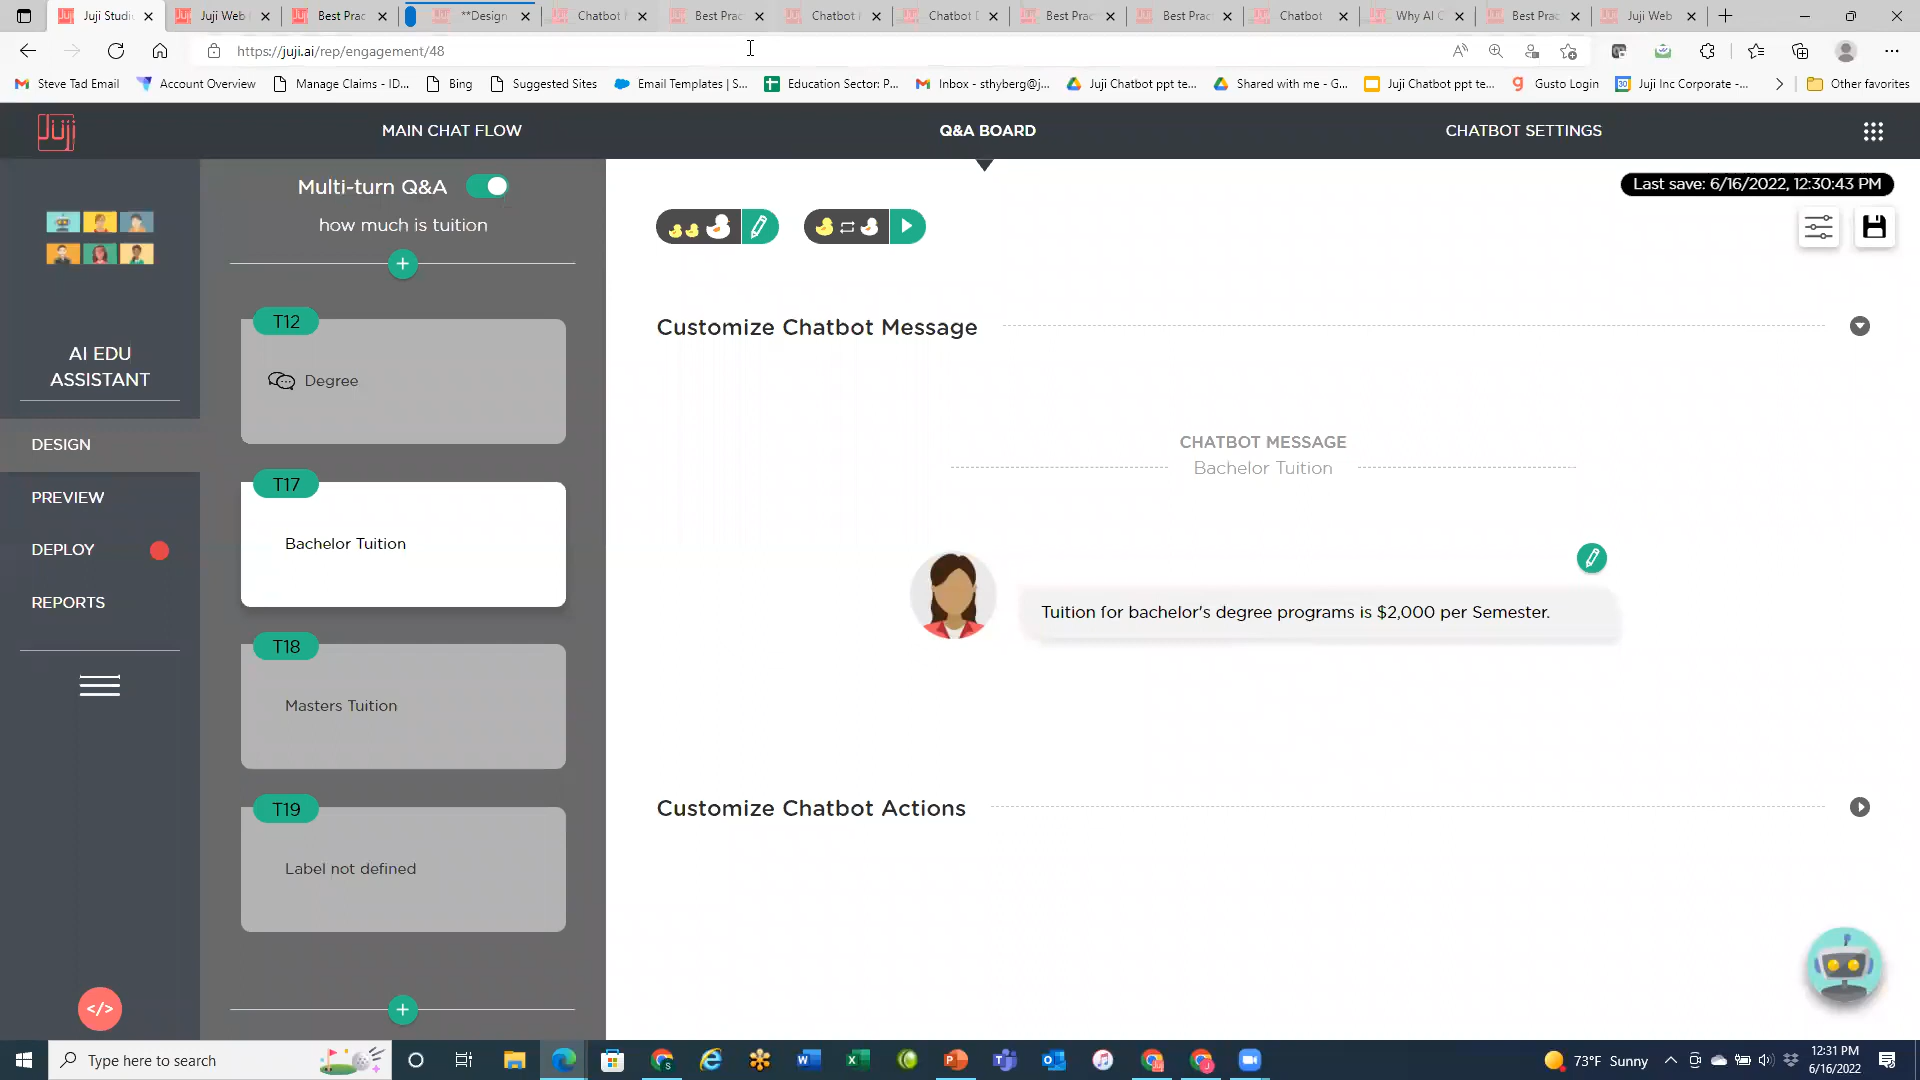 Juji Studi
Juji Web
Best Prac
**Design
Chatbot
Best Prac
Chatbot
Chatbot D
Best Prac
Best Prac
Chatbot
Why AI C
Best Prac
Juji Web
https://juji.ai/rep/engagement/48
Steve Tad Email
Account Overview
Manage Claims - ID...
Bing
Suggested Sites
Email Templates | S...
Education Sector: P...
Inbox - sthyberg@j...
Juji Chatbot ppt te...
Shared with me - G...
Juji Chatbot ppt te...
Gusto Login
Juji Inc Corporate -...
Other favorites
Juji
MAIN CHAT FLOW
Q&A BOARD
CHATBOT SETTINGS
Multi-turn Q&A
how much is tuition
Last save: 6/16/2022, 12:30:43 PM
T12
Degree
T17
Bachelor Tuition
T18
Masters Tuition
T19
Label not defined
AI EDU
ASSISTANT
DESIGN
PREVIEW
DEPLOY
REPORTS
</>
Customize Chatbot Message
CHATBOT MESSAGE
Bachelor Tuition
Tuition for bachelor's degree programs is $2,000 per Semester.
Customize Chatbot Actions
Type here to search
73°F Sunny
12:31 PM
6/16/2022